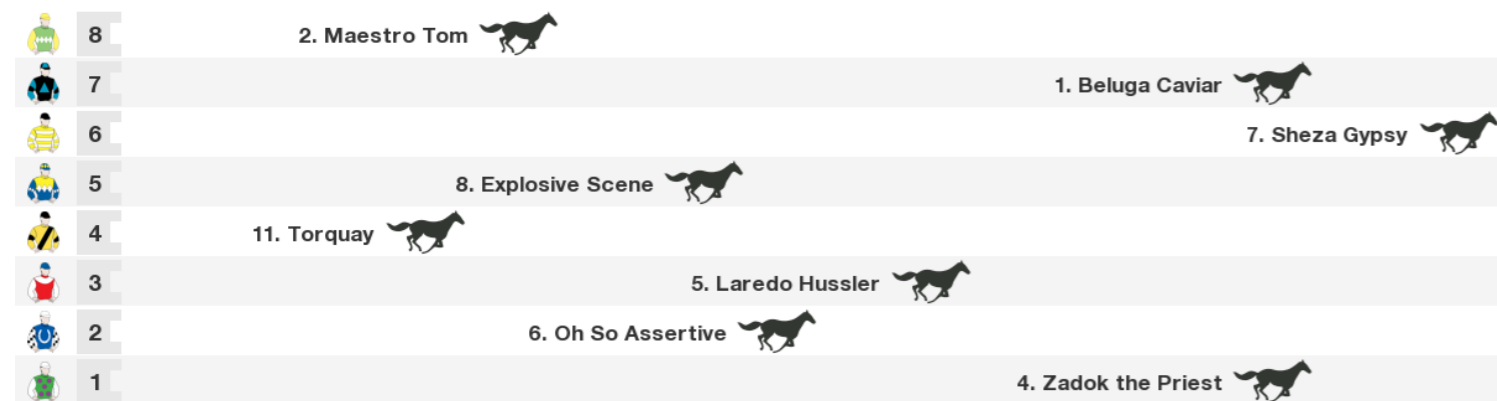 8 2. Maestro Tom
7 1. Beluga Caviar
6 7. Sheza Gypsy
5 8. Explosive Scene
4 11. Torquay
3 5. Laredo Hussler
2 6. Oh So Assertive
1 4. Zadok the Priest